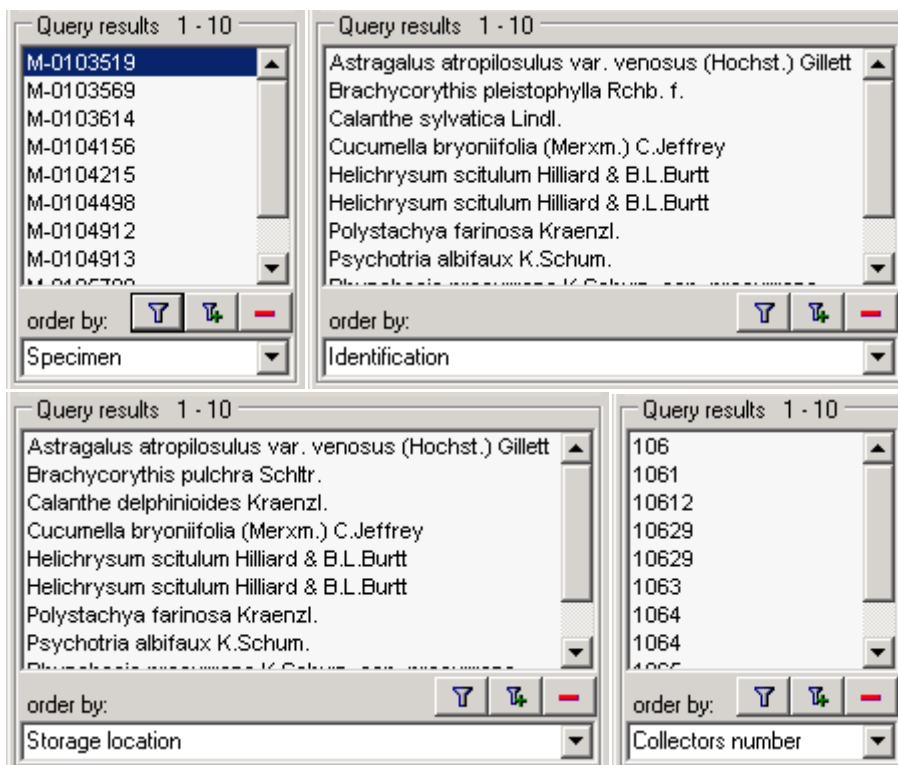 Query results 1 - 10
M-0103519
M-0103569
M-0103614
M-0104156
M-0104215
M-0104498
M-0104912
M-0104913
order by:
Specimen
Query results 1 - 10
Astragalus atropilosulus var. venosus (Hochst.) Gillett
Brachycorythis pleistophylla Rchb. f.
Calanthe sylvatica Lindl.
Cucumella bryoniifolia (Merxm.) C.Jeffrey
Helichrysum scitulum Hilliard & B.L.Burtt
Helichrysum scitulum Hilliard & B.L.Burtt
Polystachya farinosa Kraenzl.
Psychotria albifaux K.Schum.
order by:
Identification
Query results 1 - 10
Astragalus atropilosulus var. venosus (Hochst.) Gillett
Brachycorythis pulchra Schltr.
Calanthe delphinioides Kraenzl.
Cucumella bryoniifolia (Merxm.) C.Jeffrey
Helichrysum scitulum Hilliard & B.L.Burtt
Helichrysum scitulum Hilliard & B.L.Burtt
Polystachya farinosa Kraenzl.
Psychotria albifaux K.Schum.
order by:
Storage location
Query results 1 - 10
106
1061
10612
10629
10629
1063
1064
1064
order by:
Collectors number